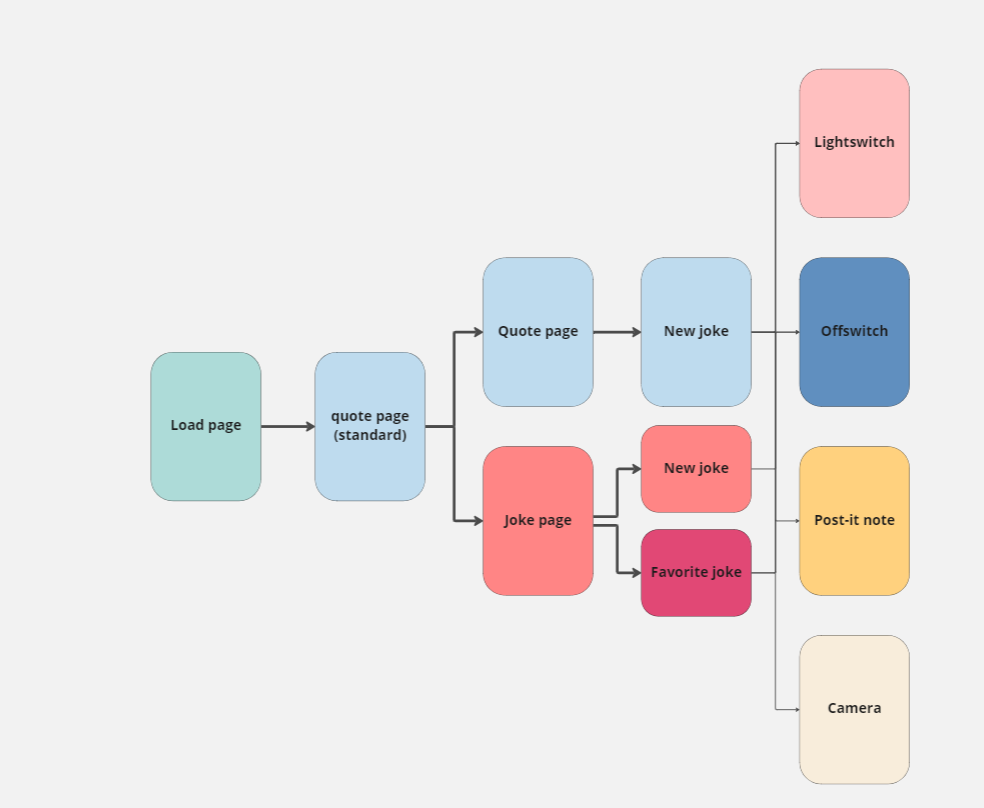 Load page
quote page
(standard)
Quote page
New joke
Joke page
New joke
Favorite joke
Lightswitch
Offswitch
Post-it note
Camera